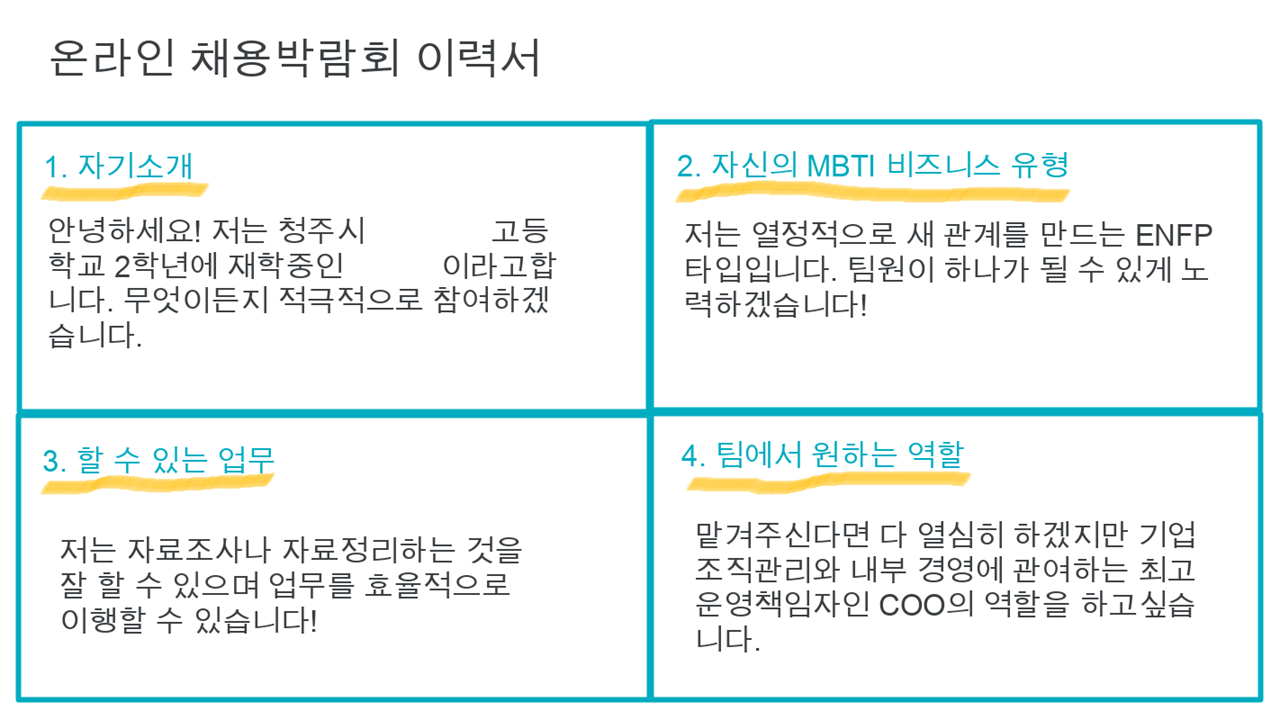 온라인 채용박람회 이력서
1. 자기소개
안녕하세요! 저는 청주시 고등
학교 2학년에 재학중인 이라고합
니다. 무엇이든지 적극적으로 참여하겠
습니다.
2. 자신의 MBTI 비즈니스 유형
저는 열정적으로 새 관계를 만드는 ENFP
타입입니다. 팀원이 하나가 될 수 있게 노
력하겠습니다!
3. 할 수 있는 업무
저는 자료조사나 자료정리하는 것을
잘 할 수 있으며 업무를 효율적으로
이행할 수 있습니다!
4. 팀에서 원하는 역할
맡겨주신다면 다 열심히 하겠지만 기업
조직관리와 내부 경영에 관여하는 최고
운영책임자인 COO의 역할을 하고싶습
니다.